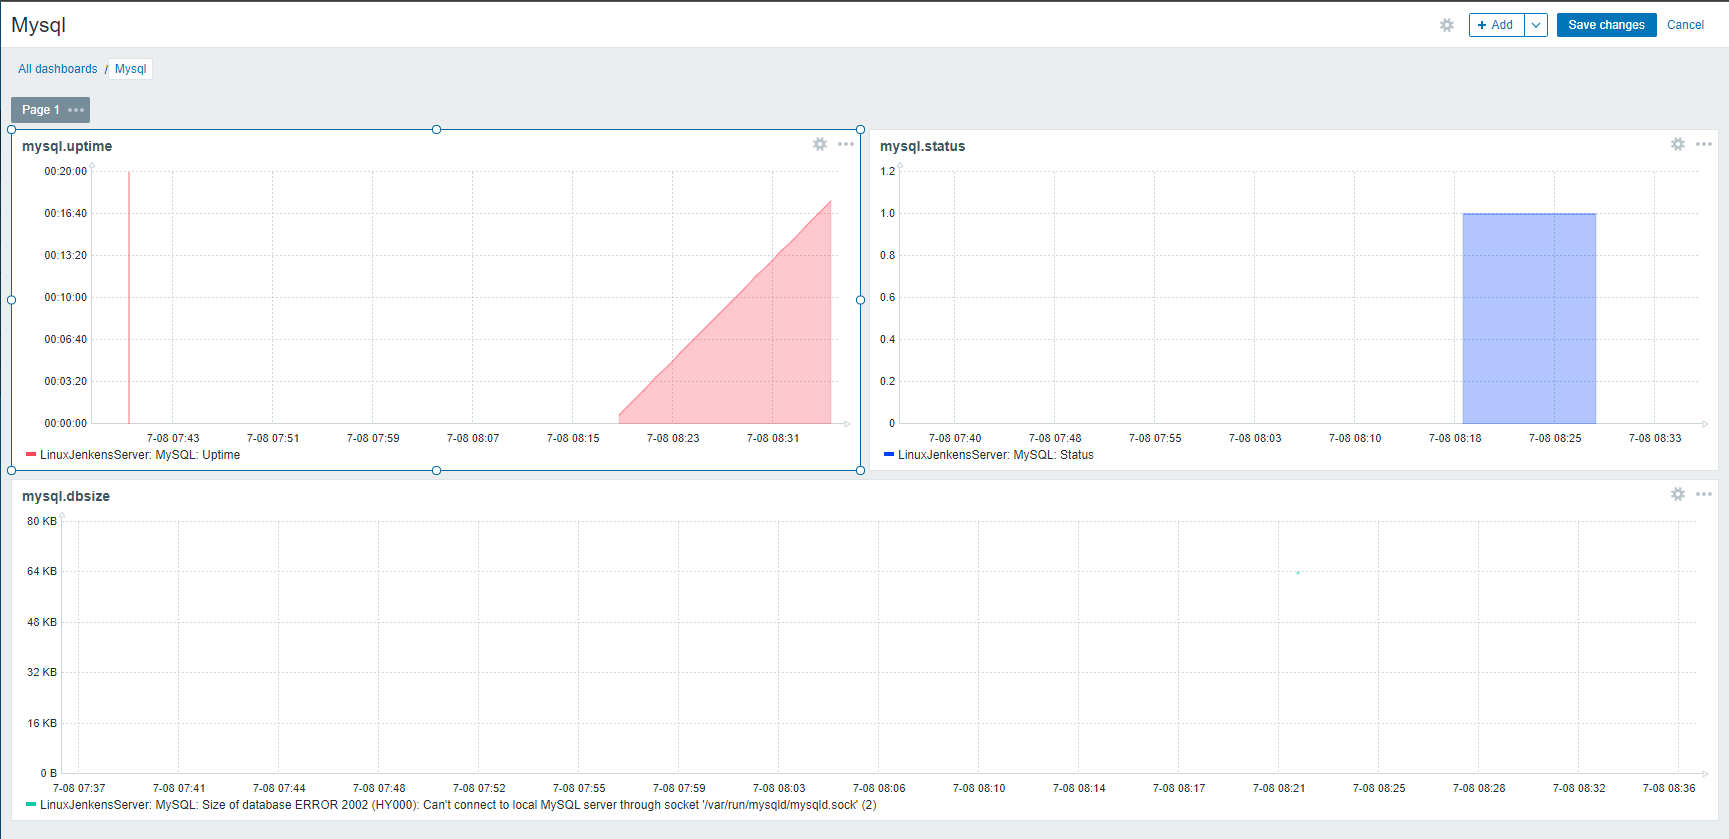 Mysql
+ Add
Save changes
Cancel
All dashboards / Mysql
Page 1
mysql.uptime
00:20:00
00:16:40
00:13:20
00:10:00
00:06:40
00:03:20
00:00:00
7-08 07:43 7-08 07:51 7-08 07:59 7-08 08:07 7-08 08:15 7-08 08:23 7-08 08:31
LinuxJenkensServer: MySQL: Uptime
mysql.status
1.2
1.0
0.8
0.6
0.4
0.2
0
7-08 07:40 7-08 07:48 7-08 07:55 7-08 08:03 7-08 08:10 7-08 08:18 7-08 08:25 7-08 08:33
LinuxJenkensServer: MySQL: Status
mysql.dbsize
80 KB
64 KB
48 KB
32 KB
16 KB
0 B
7-08 07:37 7-08 07:41 7-08 07:44 7-08 07:48 7-08 07:52 7-08 07:55 7-08 07:59 7-08 08:03 7-08 08:06 7-08 08:10 7-08 08:14 7-08 08:17 7-08 08:21 7-08 08:25 7-08 08:28 7-08 08:32 7-08 08:36
LinuxJenkensServer: MySQL: Size of database ERROR 2002 (HY000): Can't connect to local MySQL server through socket '/var/run/mysqld/mysqld.sock' (2)